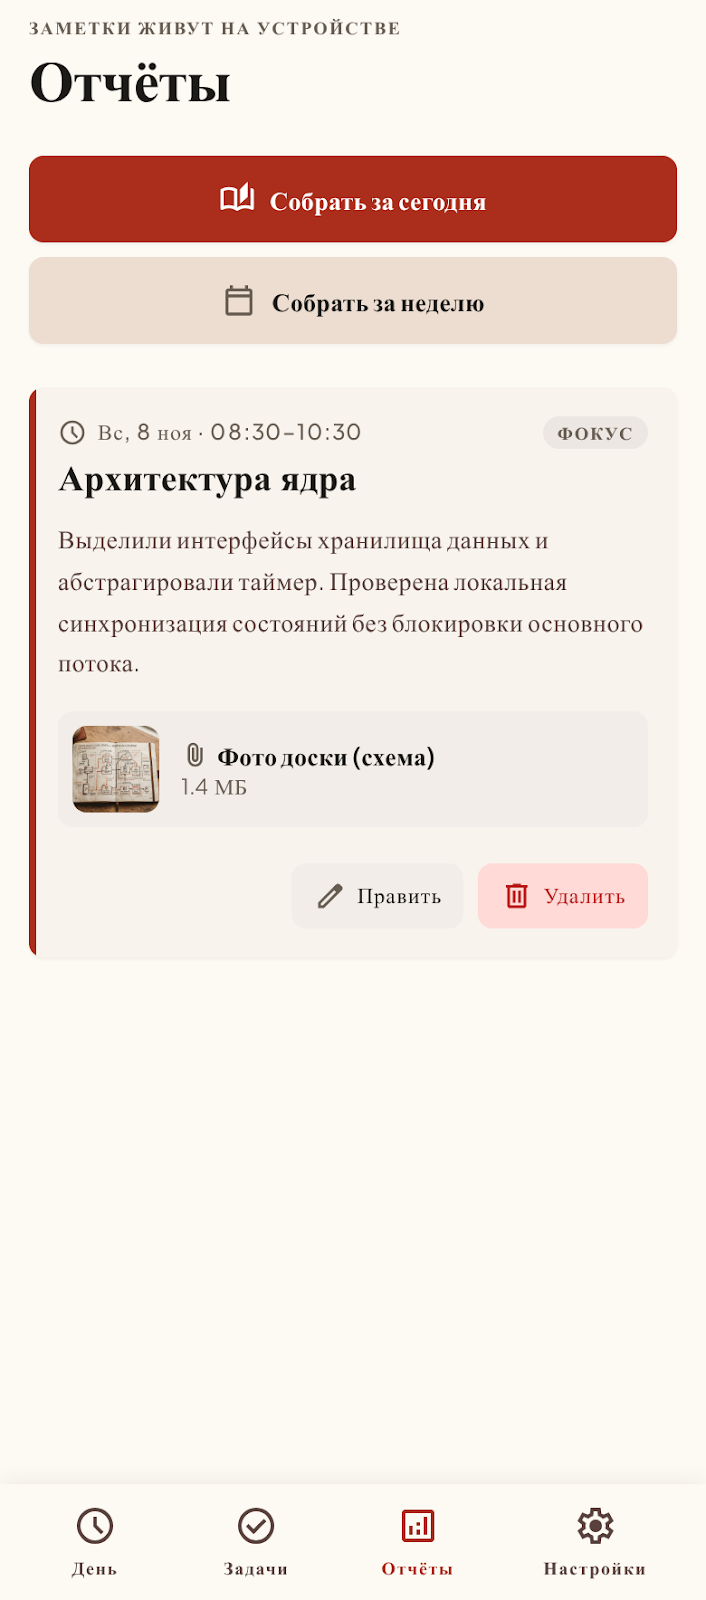 ЗАМЕТКИ ЖИВУТ НА УСТРОЙСТВЕ
Отчёты
Собрать за сегодня
Собрать за неделю
Вс, 8 ноя · 08:30–10:30
ФОКУС
Архитектура ядра
Выделили интерфейсы хранилища данных и
абстрагировали таймер. Проверена локальная
синхронизация состояний без блокировки основного
потока.
Фото доски (схема)
1.4 МБ
Править
Удалить
День
Задачи
Отчёты
Настройки